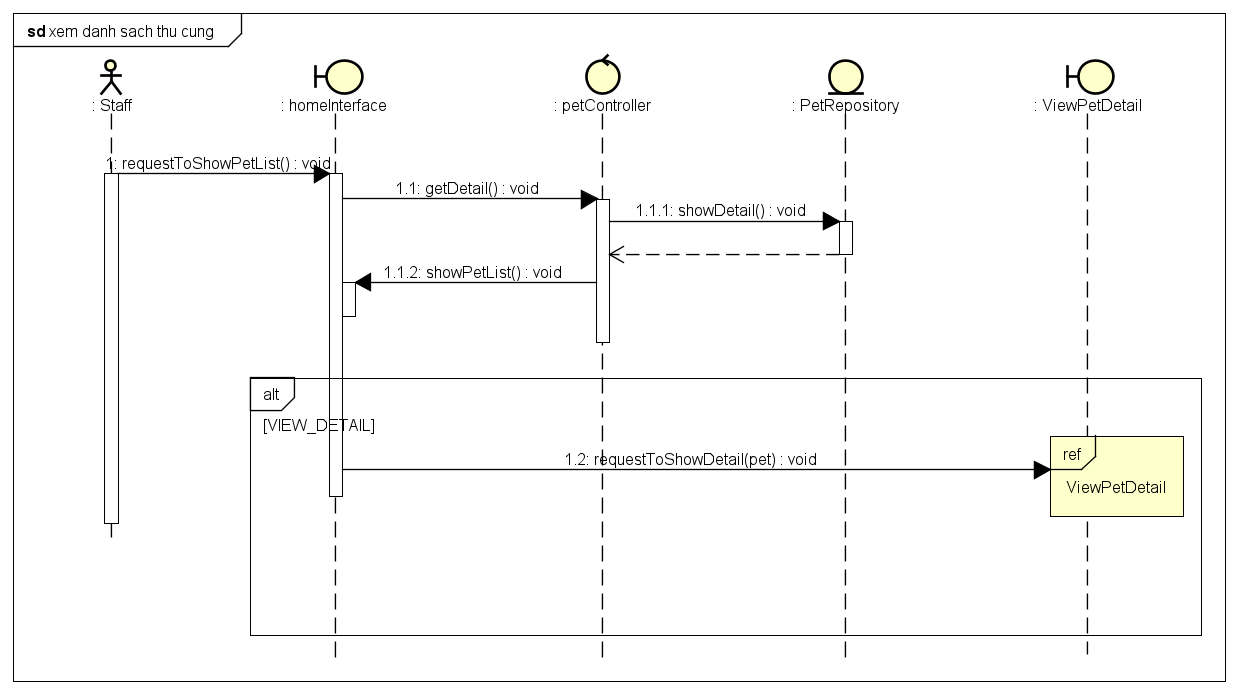 sd xem danh sach thu cung
: Staff
: homeInterface
: petController
: PetRepository
: ViewPetDetail
1: requestToShowPetList() : void
1.1: getDetail() : void
1.1.1: showDetail() : void
1.1.2: showPetList() : void
alt
[VIEW_DETAIL]
1.2: requestToShowDetail(pet) : void
ref
ViewPetDetail